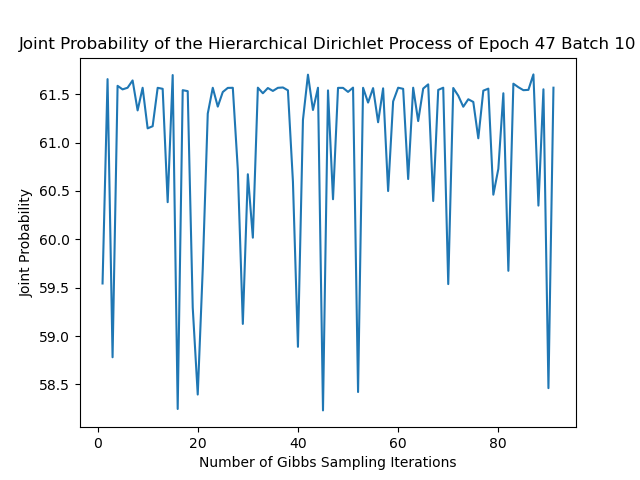 Joint Probability of the Hierarchical Dirichlet Process of Epoch 47 Batch 10
61.5
61.0
60.5
60.0
59.5
59.0
58.5
Joint Probability
0 20 40 60 80
Number of Gibbs Sampling Iterations